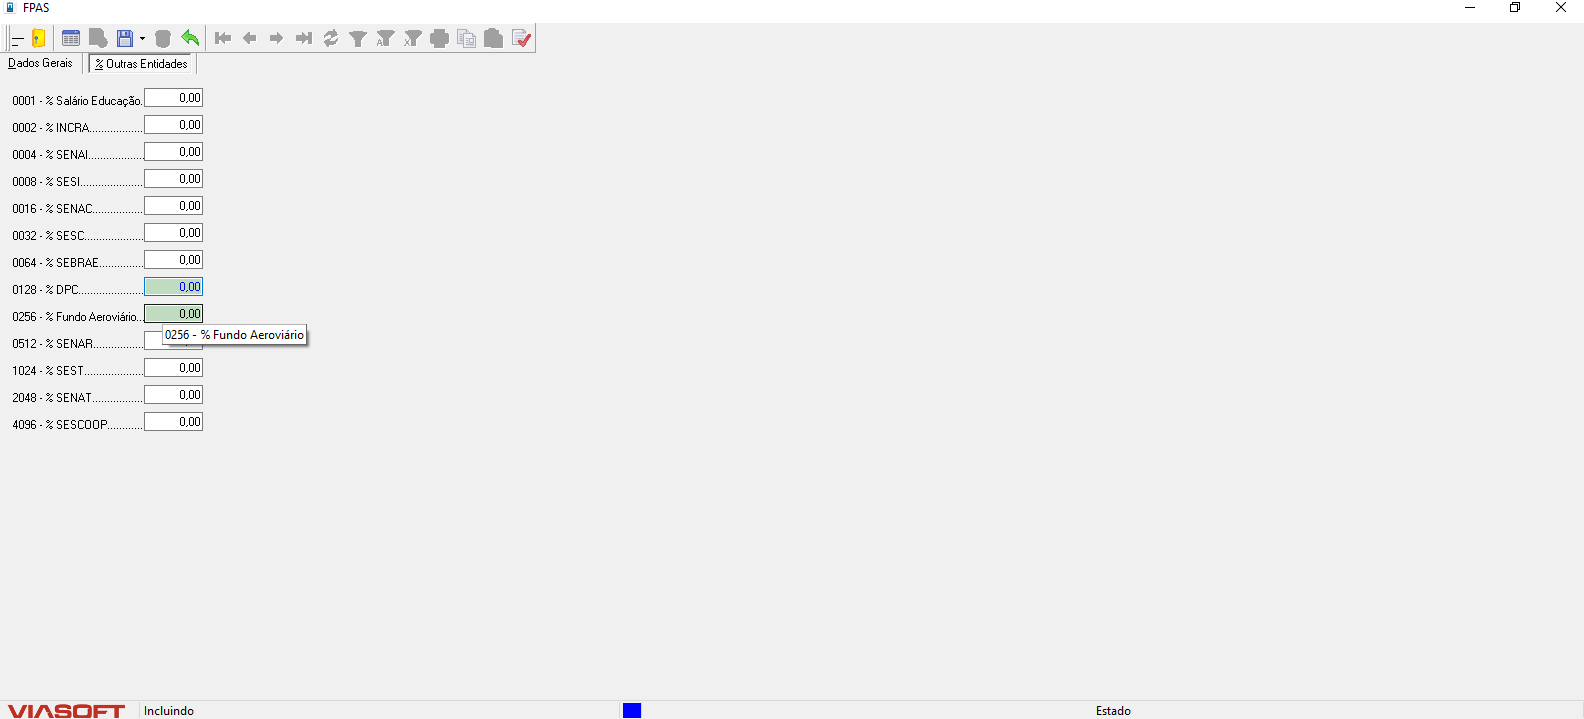 FPAS
Dados Gerais % Outras Entidades
0001 - % Salário Educação. 0,00
0002 - % INCRA.................. 0,00
0004 - % SENAI................... 0,00
0008 - % SESI..................... 0,00
0016 - % SENAC................. 0,00
0032 - % SESC.................... 0,00
0064 - % SEBRAE............... 0,00
0128 - % DPC...................... 0,00
0256 - % Fundo Aeroviário... 0,00
0256 - % Fundo Aeroviário
0512 - % SENAR.................
1024 - % SEST.................... 0,00
2048 - % SENAT................. 0,00
4096 - % SESCOOP............ 0,00
VIASOFT Incluindo Estado